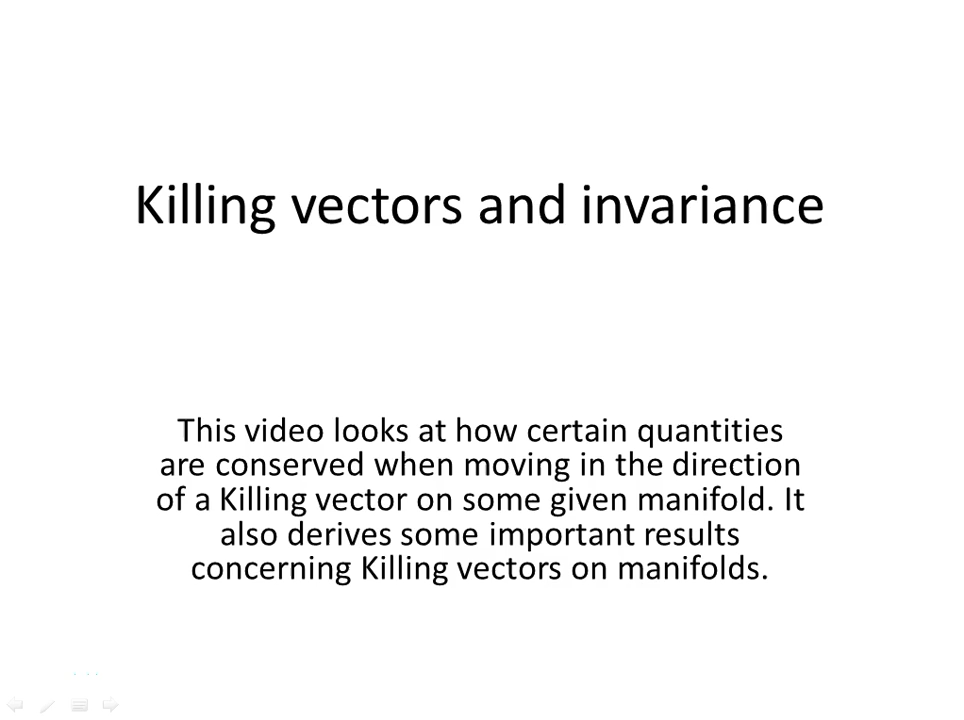 Killing vectors and invariance
This video looks at how certain quantities
are conserved when moving in the direction
of a Killing vector on some given manifold. It
also derives some important results
concerning Killing vectors on manifolds.